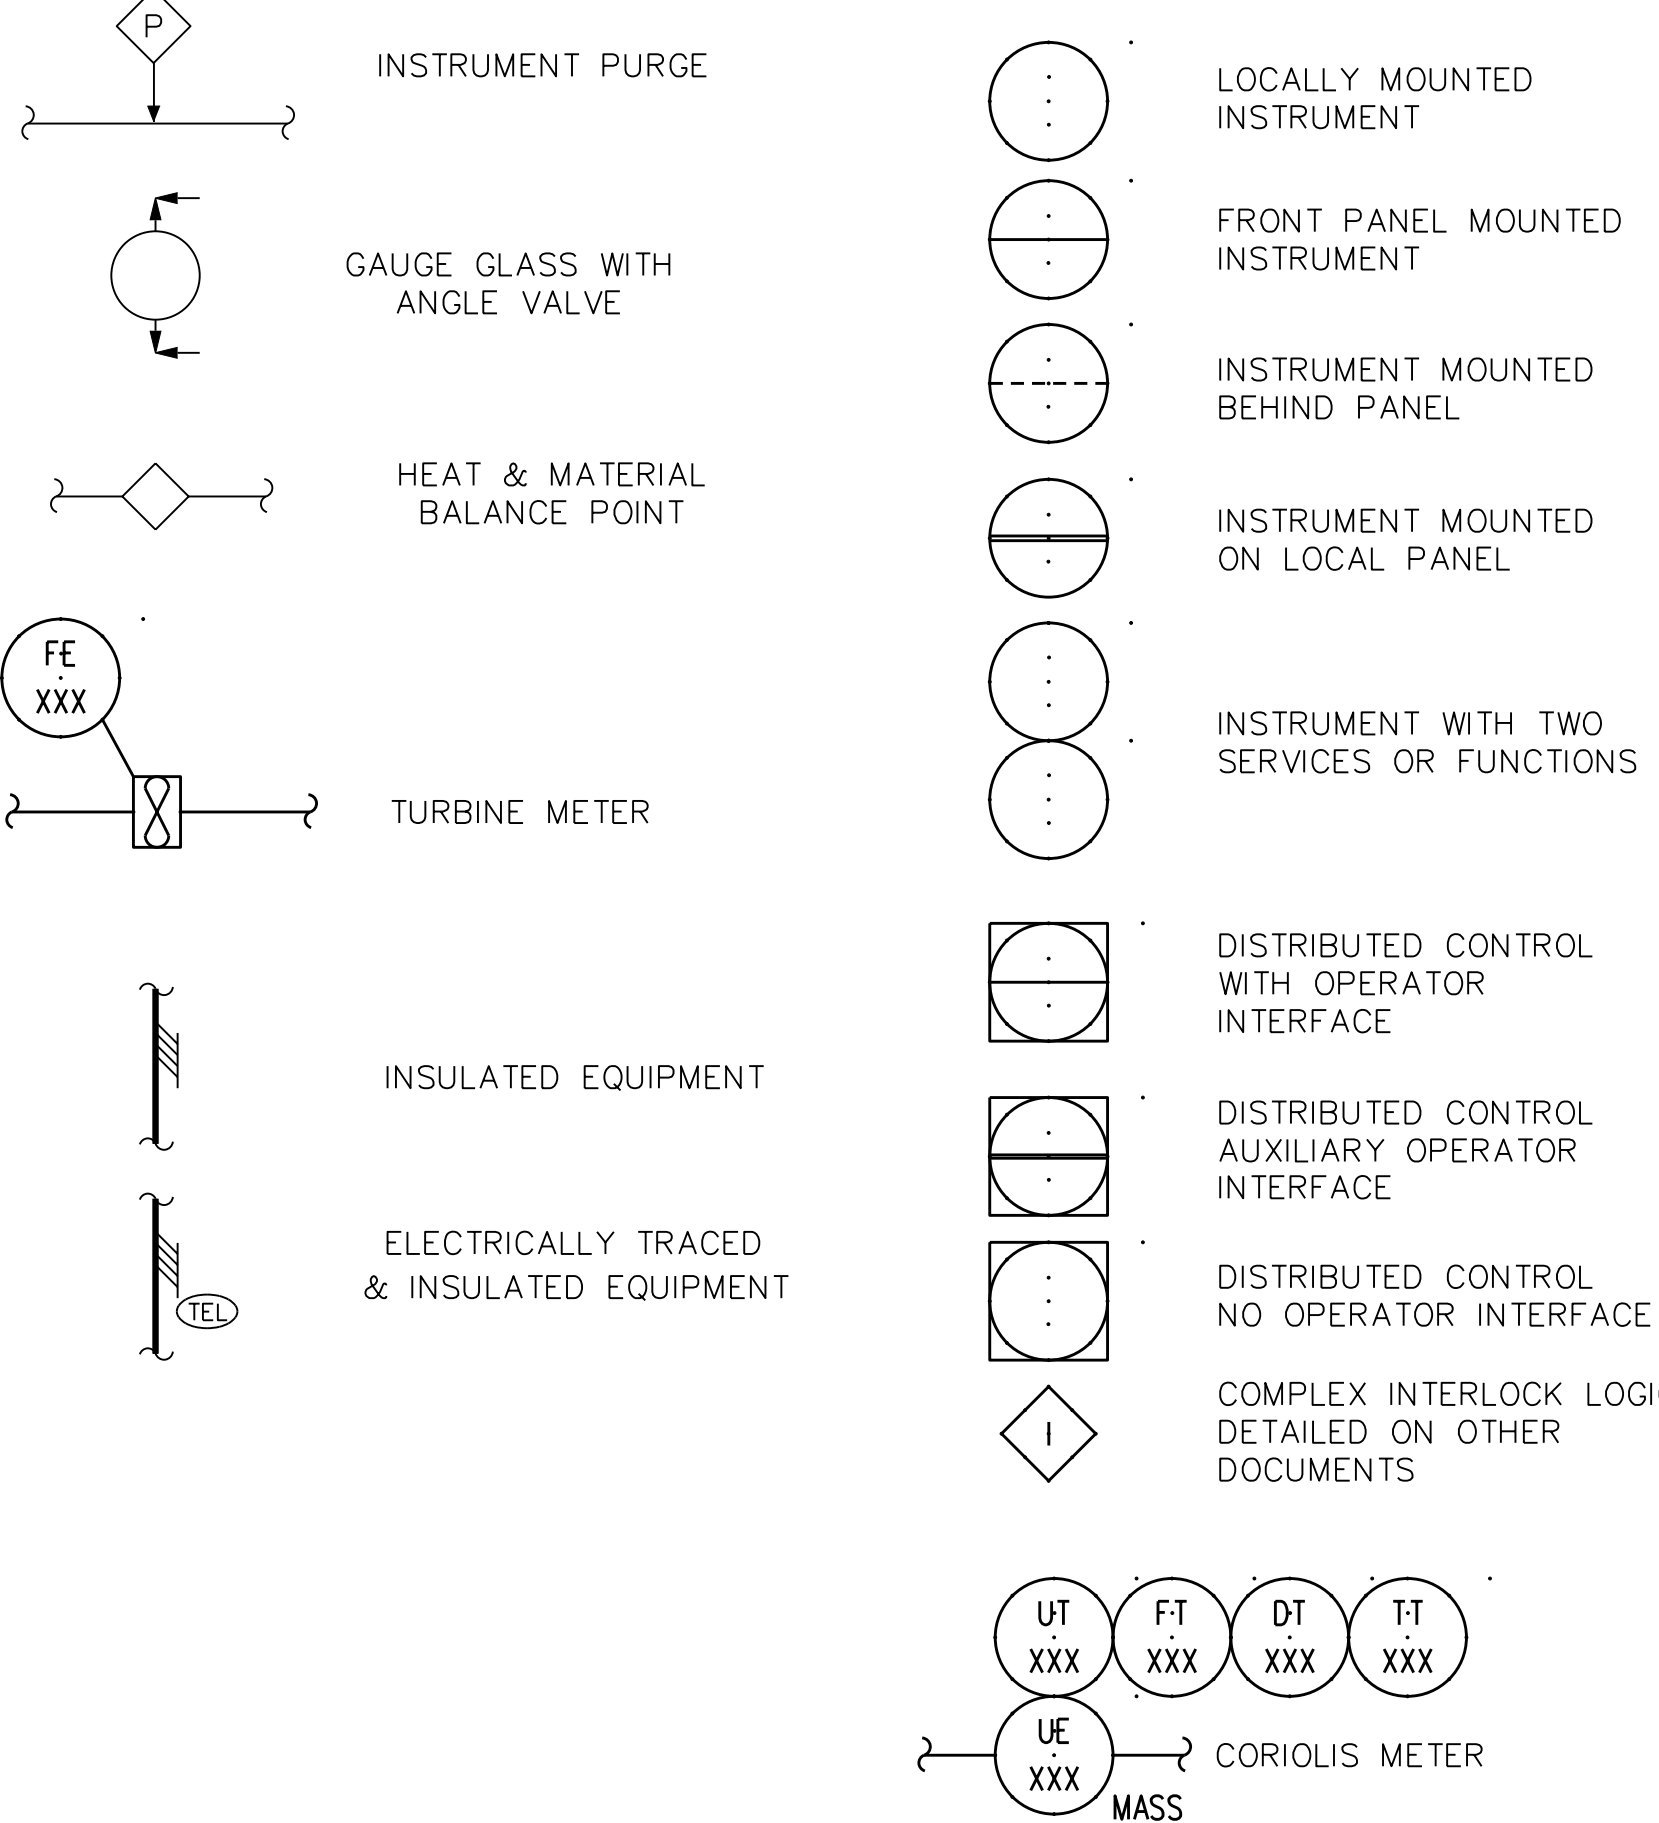 P
INSTRUMENT PURGE
GAUGE GLASS WITH
ANGLE VALVE
HEAT & MATERIAL
BALANCE POINT
FE
XXX
TURBINE METER
INSULATED EQUIPMENT
ELECTRICALLY TRACED
& INSULATED EQUIPMENT
TEL
LOCALLY MOUNTED
INSTRUMENT
FRONT PANEL MOUNTED
INSTRUMENT
INSTRUMENT MOUNTED
BEHIND PANEL
INSTRUMENT MOUNTED
ON LOCAL PANEL
INSTRUMENT WITH TWO
SERVICES OR FUNCTIONS
DISTRIBUTED CONTROL
WITH OPERATOR
INTERFACE
DISTRIBUTED CONTROL
AUXILIARY OPERATOR
INTERFACE
DISTRIBUTED CONTROL
NO OPERATOR INTERFACE
I
COMPLEX INTERLOCK LOGI
DETAILED ON OTHER
DOCUMENTS
UT FT DT TT
XXX XXX XXX XXX
UE
XXX
CORIOLIS METER
MASS